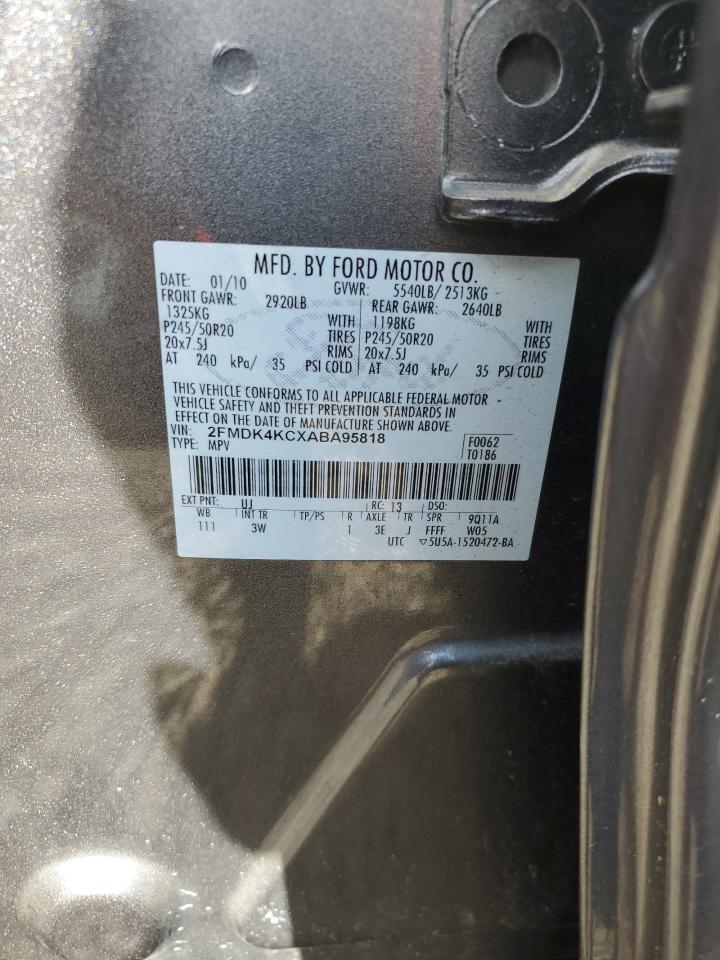 MFD. BY FORD MOTOR CO.
DATE: 01/10 GVWR: 5540LB/ 2513KG
FRONT GAWR: 2920LB REAR GAWR: 2640LB
1325KG WITH 1198KG WITH
P245/50R20 TIRES P245/50R20 TIRES
20x7.5J RIMS 20x7.5J RIMS
AT 240 kPa/ 35 PSI COLD AT 240 kPa/ 35 PSI COLD
THIS VEHICLE CONFORMS TO ALL APPLICABLE FEDERAL MOTOR
VEHICLE SAFETY AND THEFT PREVENTION STANDARDS IN
EFFECT ON THE DATE OF MANUFACTURE SHOWN ABOVE.
VIN: 2FMDK4KCXABA95818 F0062
TYPE: MPV T0186
EXT PNT: UJ RC: 13 DSO:
WB INT TR TP/PS R AXLE TR SPR 9Q11A
111 3W 1 3E J FFFF W05
UTC ▽5U5A-1520472-BA